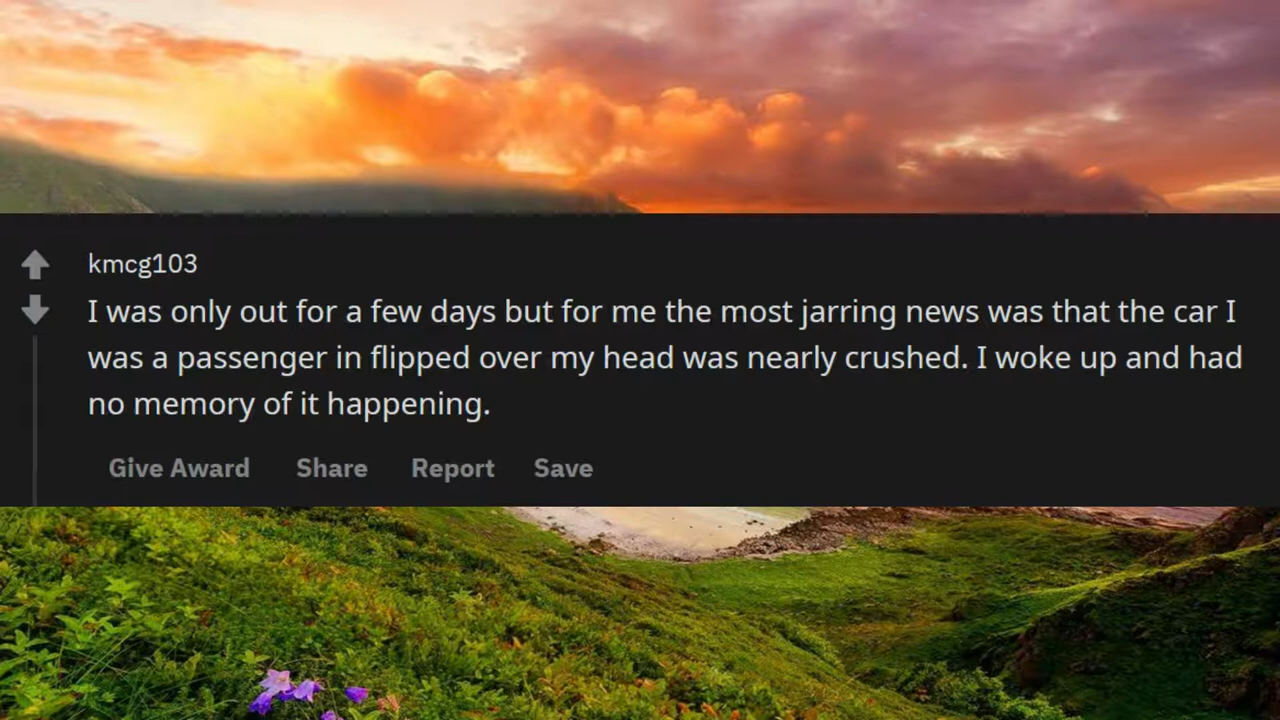 kmcg103
I was only out for a few days but for me the most jarring news was that the car I
was a passenger in flipped over my head was nearly crushed. I woke up and had
no memory of it happening.
Give Award Share Report Save